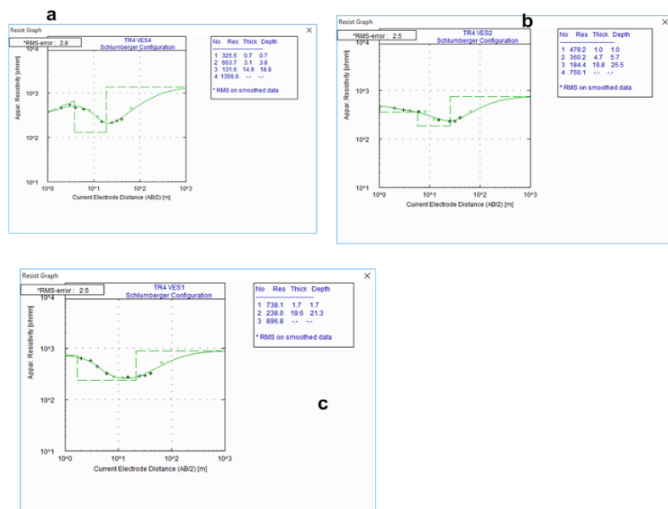 a
Resist Graph
*RMS-error : 2.8
TR4 VES4
Schlumberger Configuration
10^4
10^3
10^2
10^1
Appar. Resistivity [ohmm]
10^0 10^1 10^2 10^3
Current Electrode Distance (AB/2) [m]
No Res Thick Depth
1 325.5 0.7 0.7
2 663.7 3.1 3.8
3 131.6 14.8 18.6
4 1356.6 -.- -.-
* RMS on smoothed data
b
Resist Graph
*RMS-error : 2.5
TR4 VES2
Schlumberger Configuration
10^4
10^3
10^2
10^1
Appar. Resistivity [ohmm]
10^0 10^1 10^2 10^3
Current Electrode Distance (AB/2) [m]
No Res Thick Depth
1 479.2 1.0 1.0
2 360.2 4.7 5.7
3 184.4 19.8 25.5
4 -.- -.-
* RMS on smoothed data
Resist Graph
*RMS-error : 2.5
TR4 VES1
Schlumberger Configuration
10^4
10^3
10^2
10^1
Appar. Resistivity [ohmm]
10^0 10^1 10^2 10^3
Current Electrode Distance (AB/2) [m]
No Res Thick Depth
1 738.1 1.7 1.7
2 238.0 19.6 21.3
3 896.8 -.- -.-
* RMS on smoothed data
c